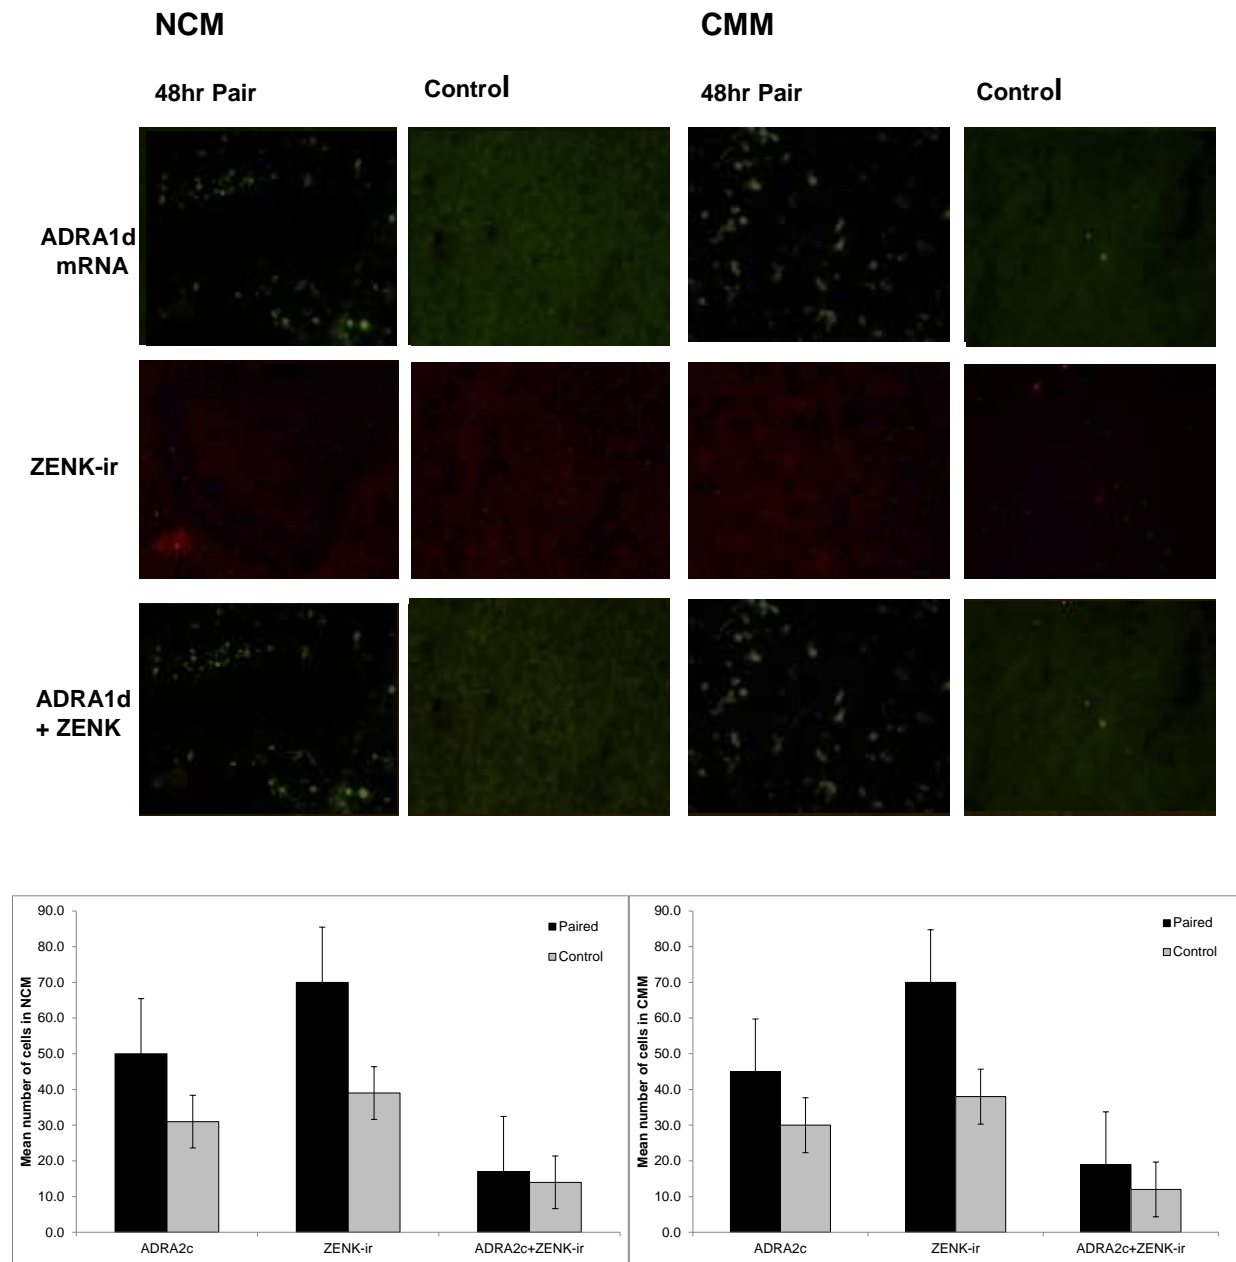 NCM
CMM
48hr Pair
Control
48hr Pair
Control
ADRA1d
mRNA
ZENK-ir
ADRA1d
+ ZENK
Mean number of cells in NCM
90.0
80.0
70.0
60.0
50.0
40.0
30.0
20.0
10.0
0.0
Paired
Control
ADRA2c
ZENK-ir
ADRA2c+ZENK-ir
Mean number of cells in CMM
90.0
80.0
70.0
60.0
50.0
40.0
30.0
20.0
10.0
0.0
Paired
Control
ADRA2c
ZENK-ir
ADRA2c+ZENK-ir